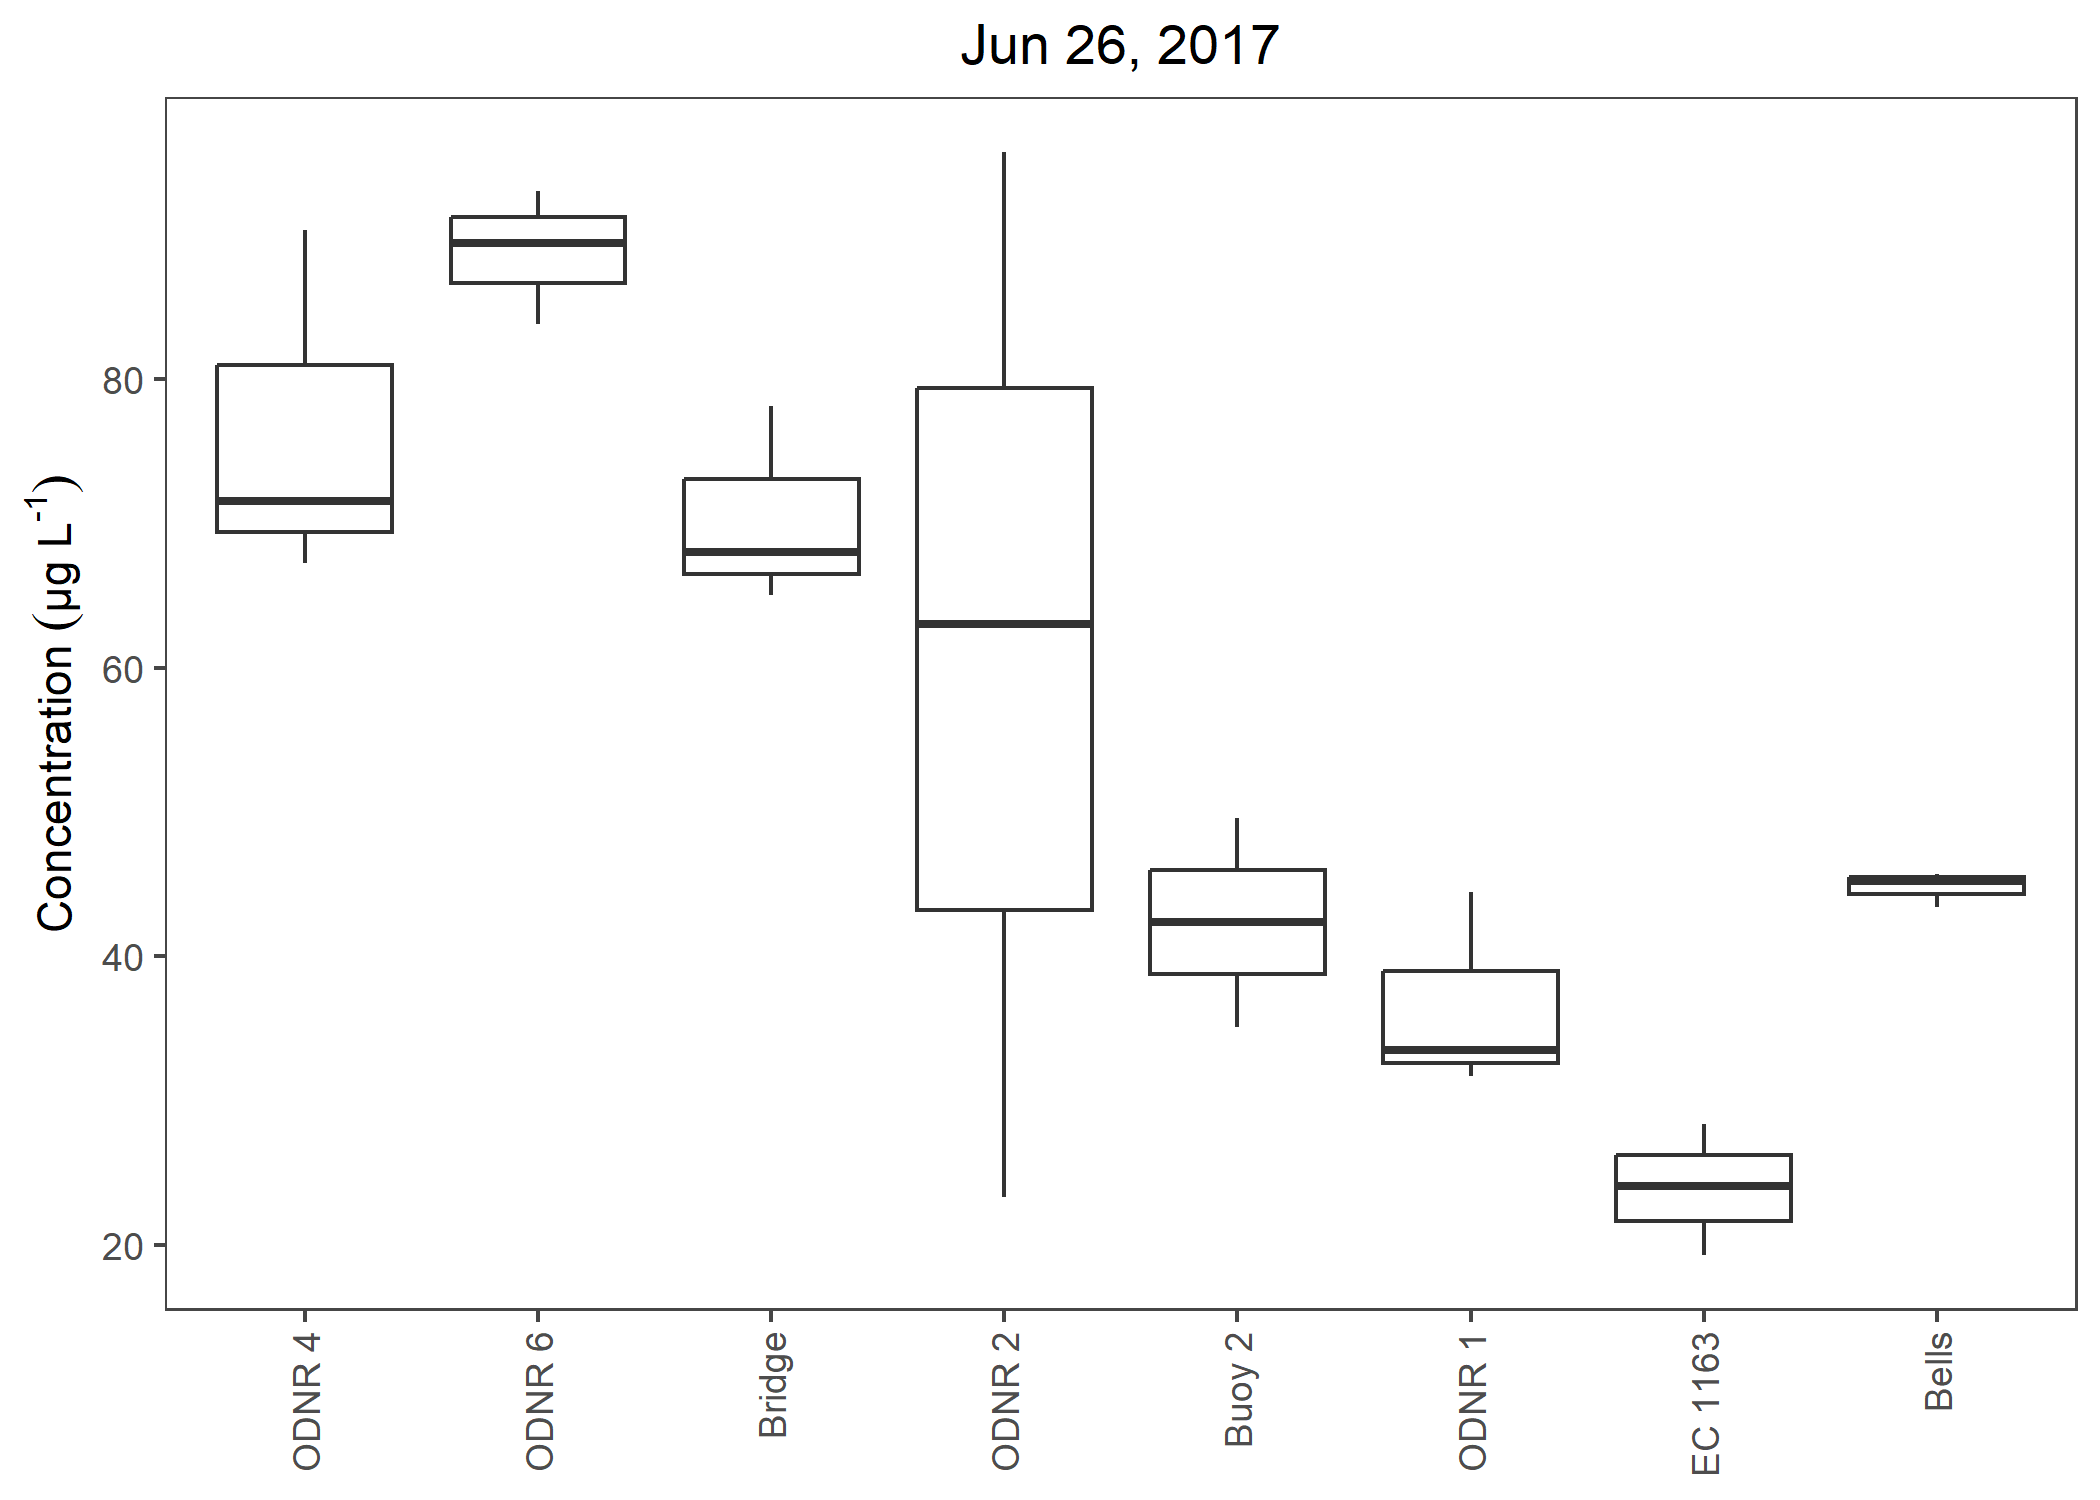 Jun 26, 2017
Concentration (µg L⁻¹)
80
60
40
20
ODNR 4
ODNR 6
Bridge
ODNR 2
Buoy 2
ODNR 1
EC 1163
Bells